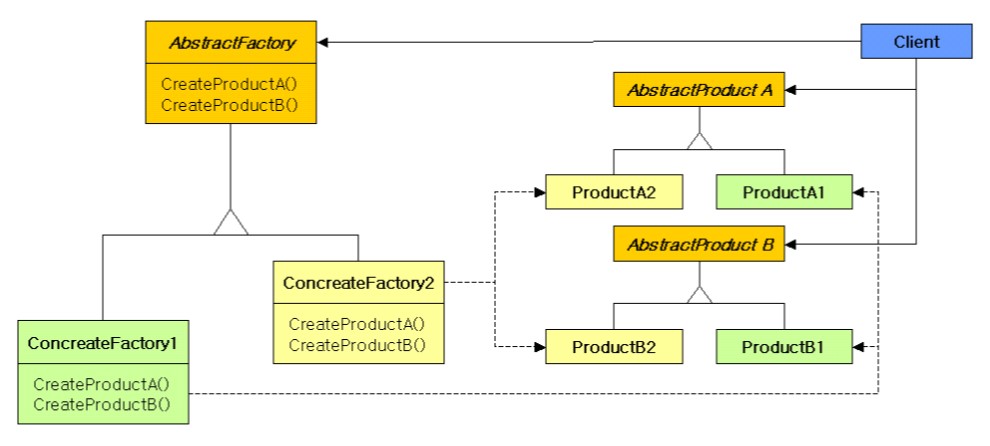 AbstractFactory
CreateProductA()
CreateProductB()
Client
AbstractProduct A
ProductA2
ProductA1
AbstractProduct B
ProductB2
ProductB1
ConcreateFactory2
CreateProductA()
CreateProductB()
ConcreateFactory1
CreateProductA()
CreateProductB()